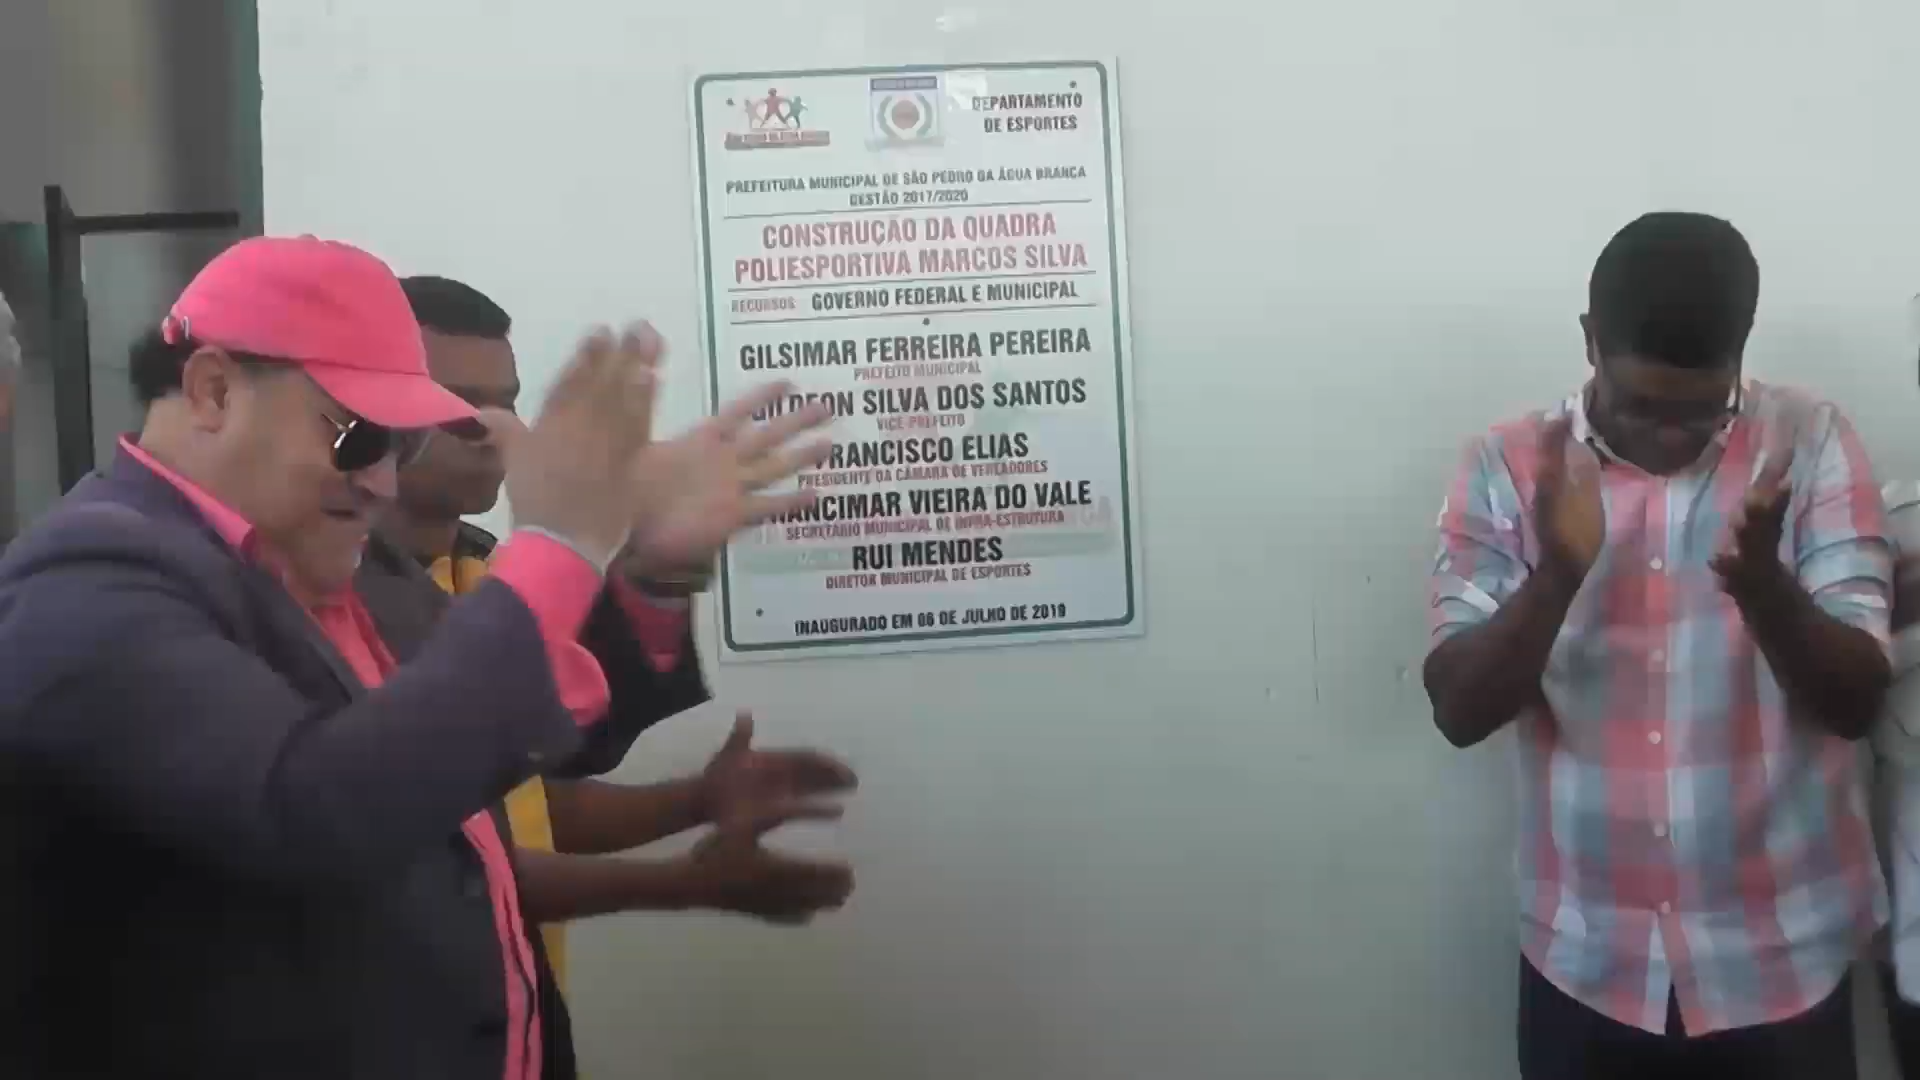 DEPARTAMENTO
DE ESPORTES
PREFEITURA MUNICIPAL DE SÃO PEDRO DA ÁGUA BRANCA
GESTÃO 2017/2020
CONSTRUÇÃO DA QUADRA
POLIESPORTIVA MARCOS SILVA
RECURSOS: GOVERNO FEDERAL E MUNICIPAL
GILSIMAR FERREIRA PEREIRA
PREFEITO MUNICIPAL
SILVA DOS SANTOS
VICE-PREFEITO
FRANCISCO ELIAS
PRESIDENTE DA CÂMARA DE VEREADORES
VIEIRA DO VALE
SECRETÁRIO MUNICIPAL DE INFRA-ESTRUTURA
RUI MENDES
DIRETOR MUNICIPAL DE ESPORTES
INAUGURADO EM 06 DE JULHO DE 2019